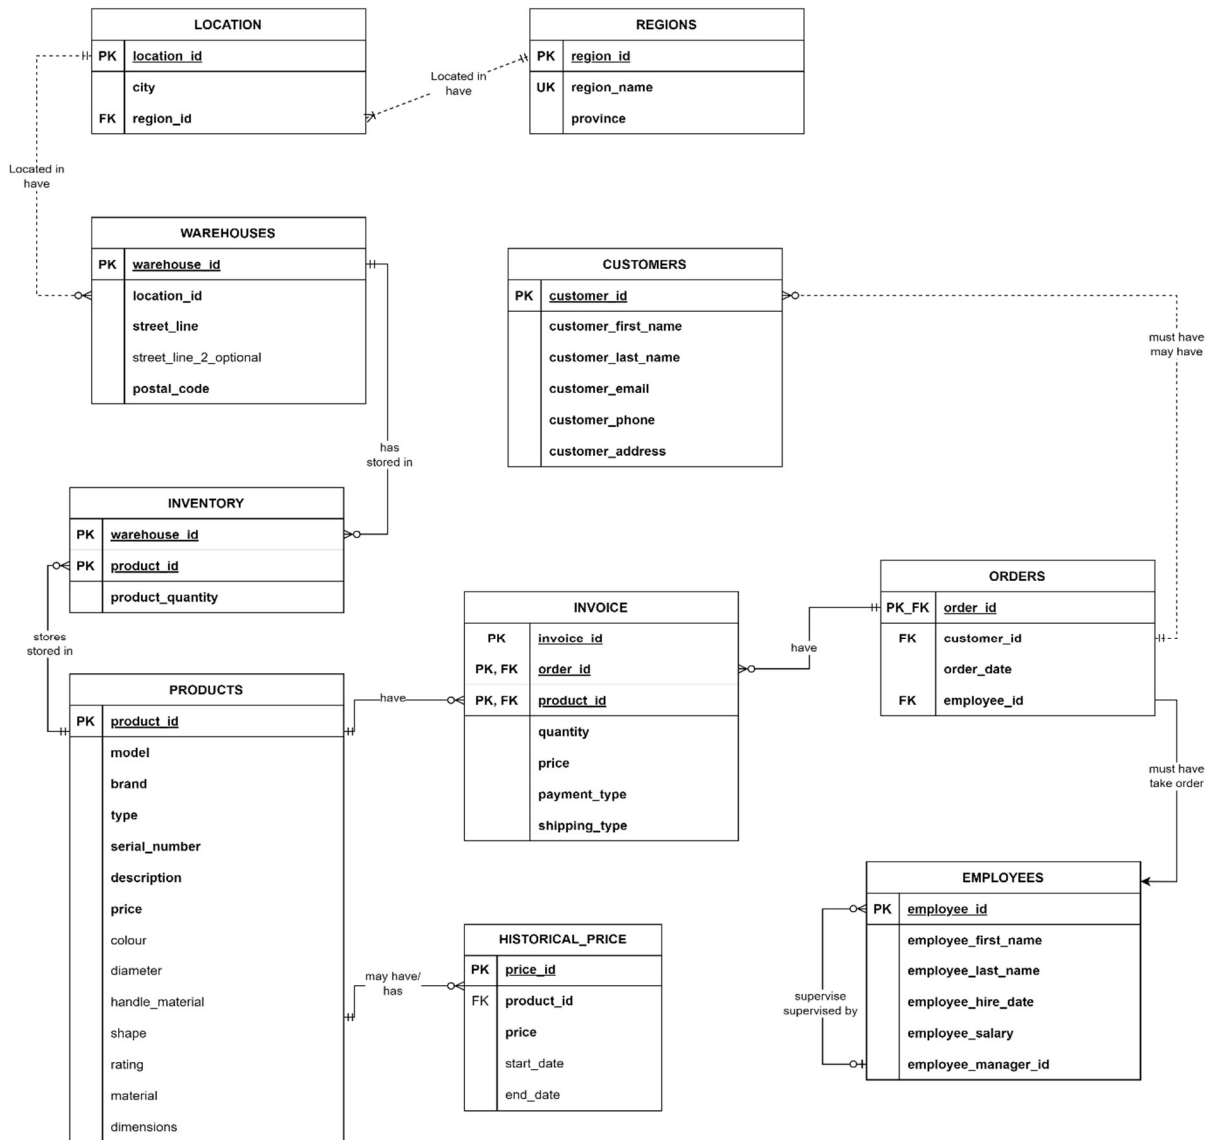 LOCATION
PK location_id
city
FK region_id
REGIONS
PK region_id
UK region_name
province
Located in
have
Located in
have
WAREHOUSES
PK warehouse_id
location_id
street_line
street_line_2_optional
postal_code
CUSTOMERS
PK customer_id
customer_first_name
customer_last_name
customer_email
customer_phone
customer_address
must have
may have
has
stored in
INVENTORY
PK warehouse_id
PK product_id
product_quantity
stores
stored in
INVOICE
PK invoice_id
PK, FK order_id
PK, FK product_id
quantity
price
payment_type
shipping_type
have
ORDERS
PK_FK order_id
FK customer_id
order_date
FK employee_id
have
PRODUCTS
PK product_id
model
brand
type
serial_number
description
price
colour
diameter
handle_material
shape
rating
material
dimensions
may have/
has
HISTORICAL_PRICE
PK price_id
FK product_id
price
start_date
end_date
must have
take order
EMPLOYEES
PK employee_id
employee_first_name
employee_last_name
employee_hire_date
employee_salary
employee_manager_id
supervise
supervised by